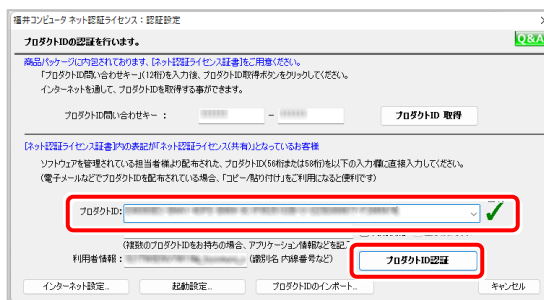 福井コンピュータ ネット認証ライセンス：認証設定
プロダクトIDの認証を行います。
Q&A
商品パッケージに内包されております、[ネット認証ライセンス証書]をご用意ください。
「プロダクトID問い合わせキー」(12桁)を入力後、プロダクトID取得ボタンをクリックしてください。
インターネットを通して、プロダクトIDを取得する事ができます。
プロダクトID問い合わせキー： －
プロダクトID 取得
[ネット認証ライセンス証書]内の表記が「ネット認証ライセンス(共有)」となっているお客様
ソフトウェアを管理されている担当者様より配布された、プロダクトID(56桁または58桁)を以下の入力欄に直接入力してください。
(電子メールなどでプロダクトIDを配布されている場合、「コピー/貼り付け」をご利用になると便利です)
プロダクトID：
(複数のプロダクトIDをお持ちの場合、アプリケーション情報などを記
利用者情報： (識別名 内線番号など)
プロダクトID認証
インターネット設定... 起動設定... プロダクトIDのインポート... キャンセル